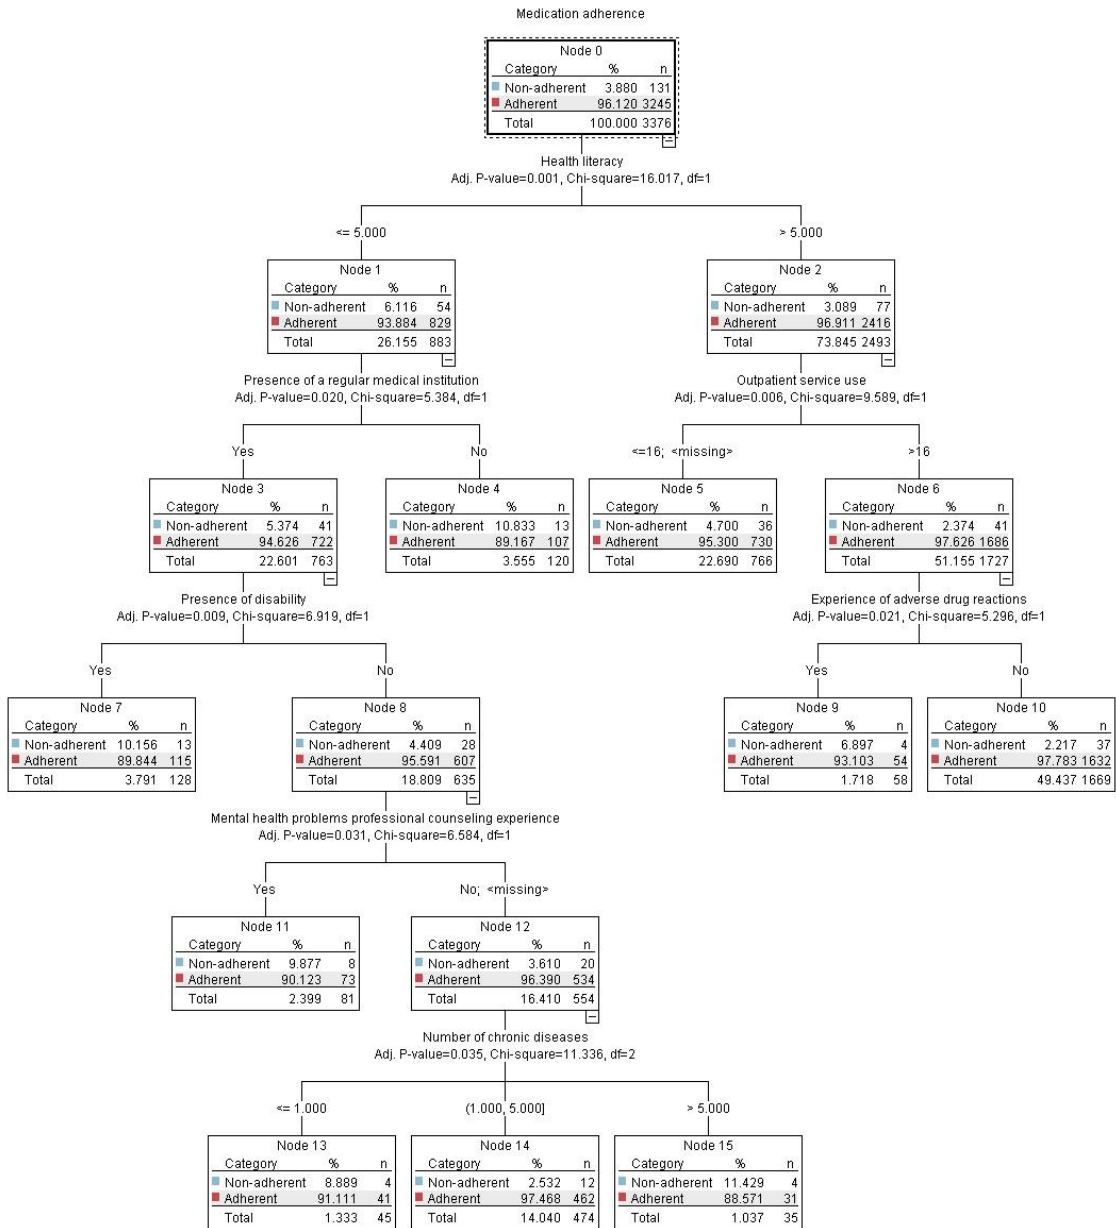 Medication adherence
Node 0
Category % n
Non-adherent 3.880 131
Adherent 96.120 3245
Total 100.000 3376
Health literacy
Adj. P-value=0.001, Chi-square=16.017, df=1
<= 5.000
> 5.000
Node 1
Category % n
Non-adherent 6.116 54
Adherent 93.884 829
Total 26.155 883
Node 2
Category % n
Non-adherent 3.089 77
Adherent 96.911 2416
Total 73.845 2493
Presence of a regular medical institution
Adj. P-value=0.020, Chi-square=5.384, df=1
Outpatient service use
Adj. P-value=0.006, Chi-square=9.589, df=1
Yes
No
<=16; <missing>
>16
Node 3
Category % n
Non-adherent 5.374 41
Adherent 94.626 722
Total 22.601 763
Node 4
Category % n
Non-adherent 10.833 13
Adherent 89.167 107
Total 3.555 120
Node 5
Category % n
Non-adherent 4.700 36
Adherent 95.300 730
Total 22.690 766
Node 6
Category % n
Non-adherent 2.374 41
Adherent 97.626 1686
Total 51.155 1727
Presence of disability
Adj. P-value=0.009, Chi-square=6.919, df=1
Experience of adverse drug reactions
Adj. P-value=0.021, Chi-square=5.296, df=1
Yes
No
Yes
No
Node 7
Category % n
Non-adherent 10.156 13
Adherent 89.844 115
Total 3.791 128
Node 8
Category % n
Non-adherent 4.409 28
Adherent 95.591 607
Total 18.809 635
Node 9
Category % n
Non-adherent 6.897 4
Adherent 93.103 54
Total 1.718 58
Node 10
Category % n
Non-adherent 2.217 37
Adherent 97.783 1632
Total 49.437 1669
Mental health problems professional counseling experience
Adj. P-value=0.031, Chi-square=6.584, df=1
Yes
No; <missing>
Node 11
Category % n
Non-adherent 9.877 8
Adherent 90.123 73
Total 2.399 81
Node 12
Category % n
Non-adherent 3.610 20
Adherent 96.390 534
Total 16.410 554
Number of chronic diseases
Adj. P-value=0.035, Chi-square=11.336, df=2
<= 1.000
(1.000, 5.000]
> 5.000
Node 13
Category % n
Non-adherent 8.889 4
Adherent 91.111 41
Total 1.333 45
Node 14
Category % n
Non-adherent 2.532 12
Adherent 97.468 462
Total 14.040 474
Node 15
Category % n
Non-adherent 11.429 4
Adherent 88.571 31
Total 1.037 35